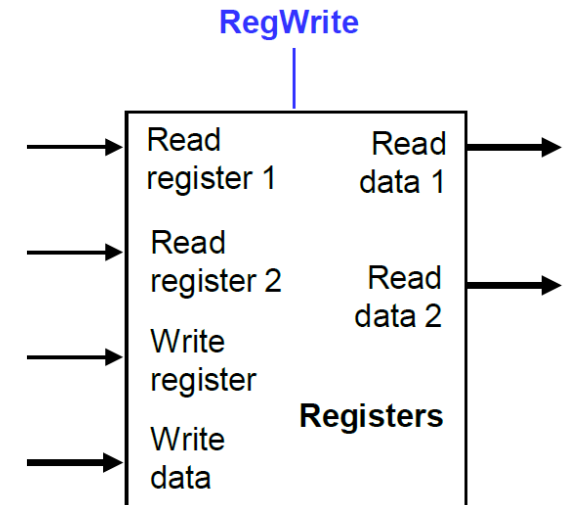 RegWrite
Read
register 1
Read
data 1
Read
register 2
Read
data 2
Write
register
Registers
Write
data